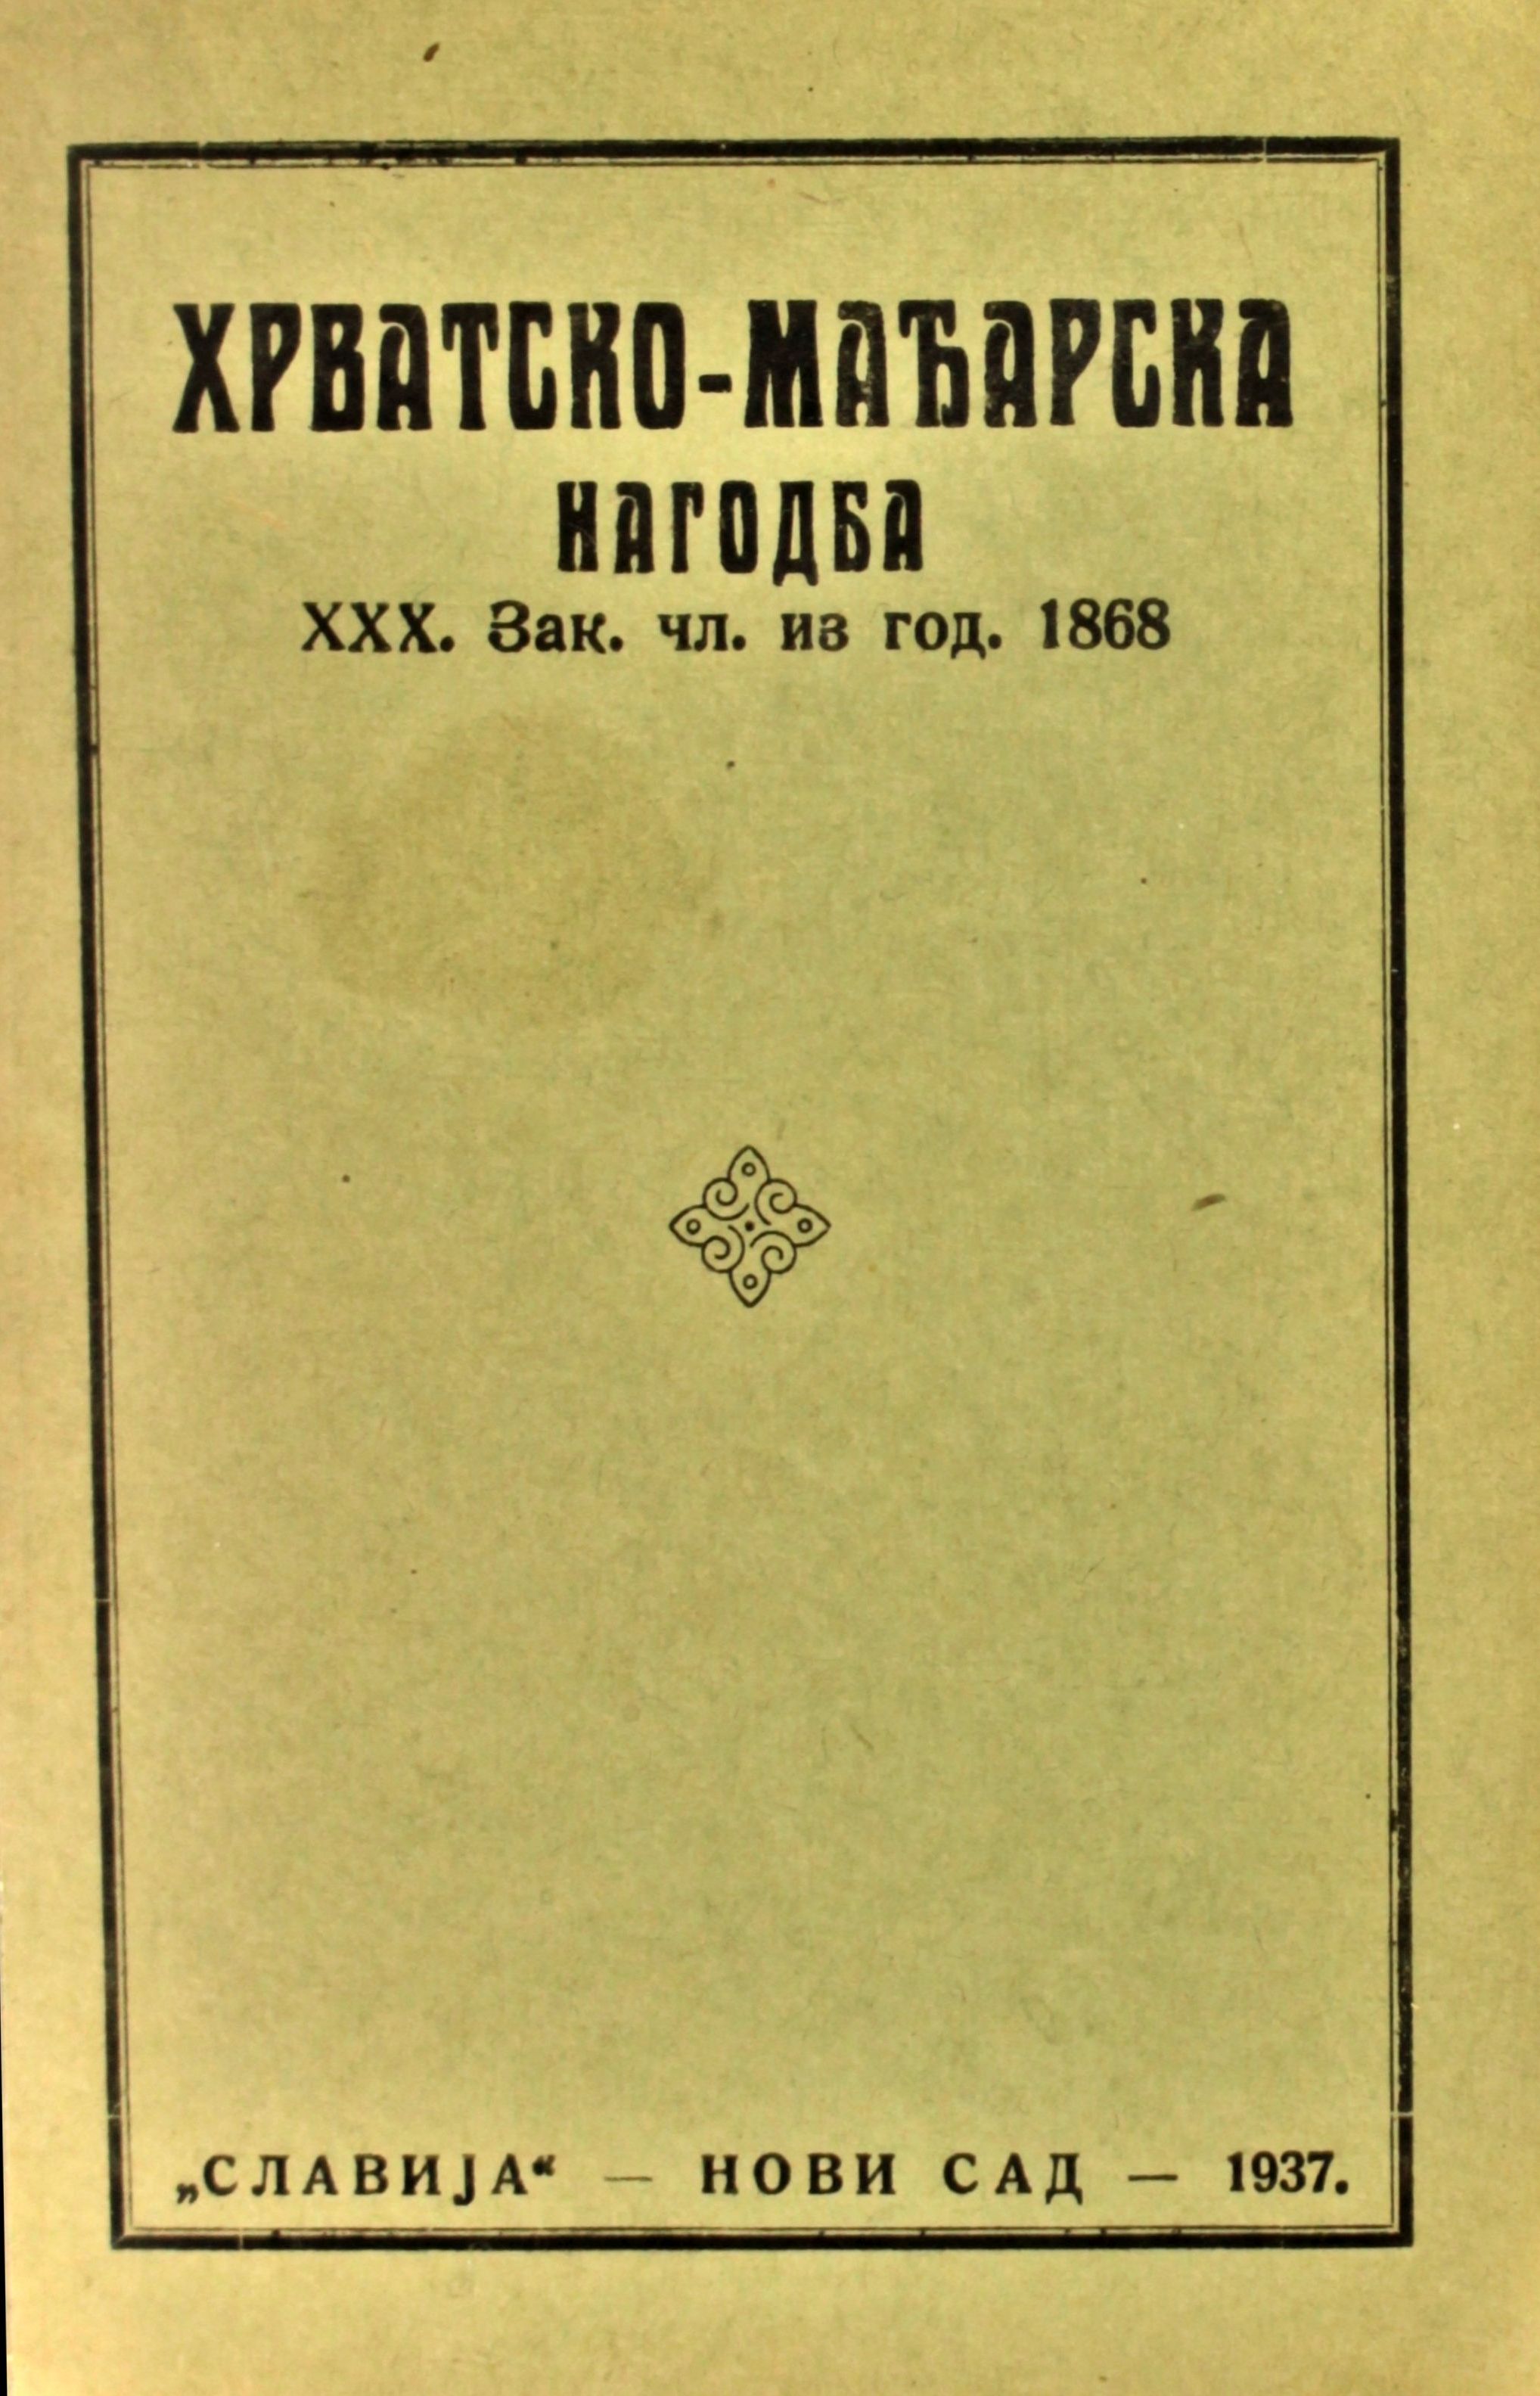 ХРВАТСКО-МАЂАРСКА
НАГОДБА
XXX. Зак. чл. из год. 1868
„СЛАВИЈА“ — НОВИ САД — 1937.